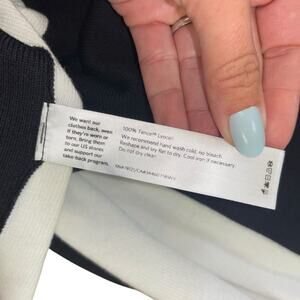 We want our
clothes back, even
if they're worn or
torn. Bring them
to our US stores
and support our
take-back program.
100% Tencel™ Lyocell.
We recommend hand wash cold, no bleach.
Reshape and lay flat to dry. Cool iron if necessary.
Do not dry clean.